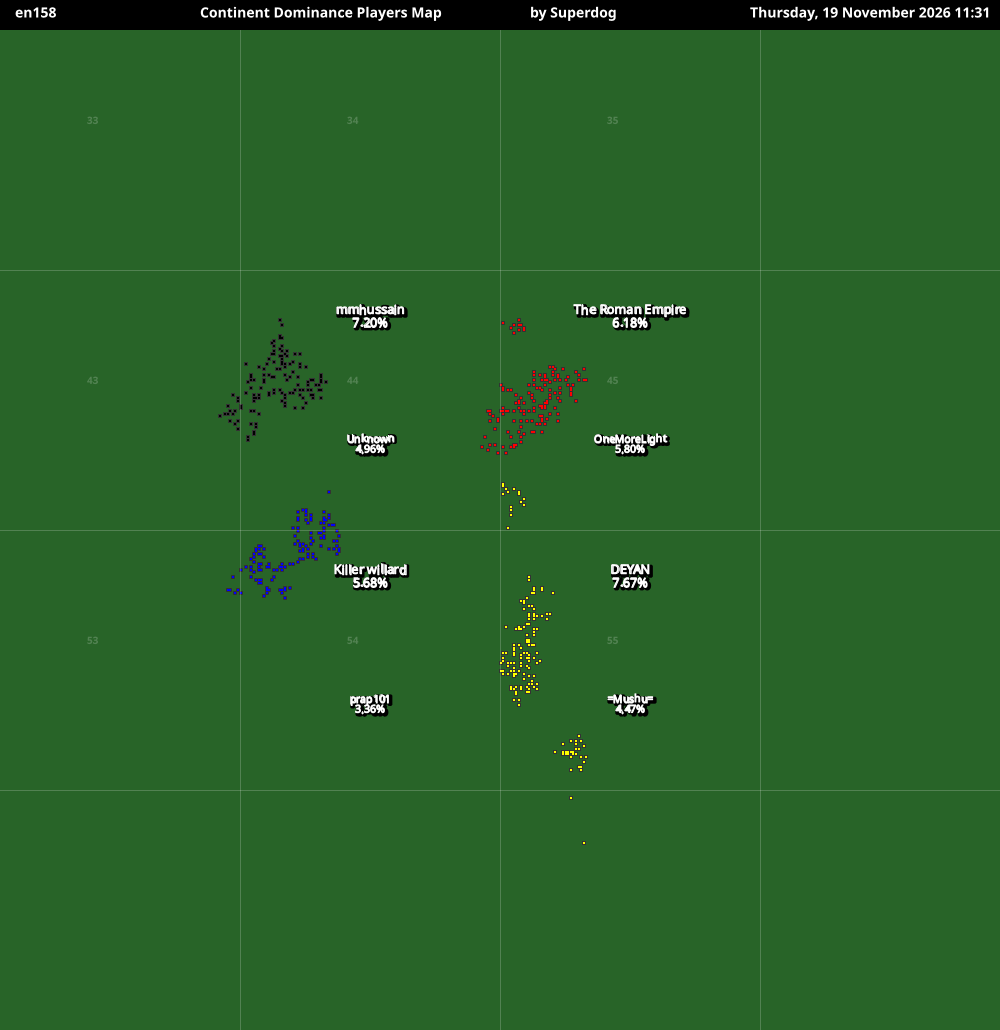 en158 Continent Dominance Players Map by Superdog Thursday, 19 November 2026 11:31
33 34 35
mmhussain The Roman Empire
7.20% 6.18%
43 44 45
Unknown OneMoreLight
4,96% 5,80%
Killer willard DEYAN
5.68% 7.67%
53 54 55
prap101 =Mushu=
3,36% 4,47%